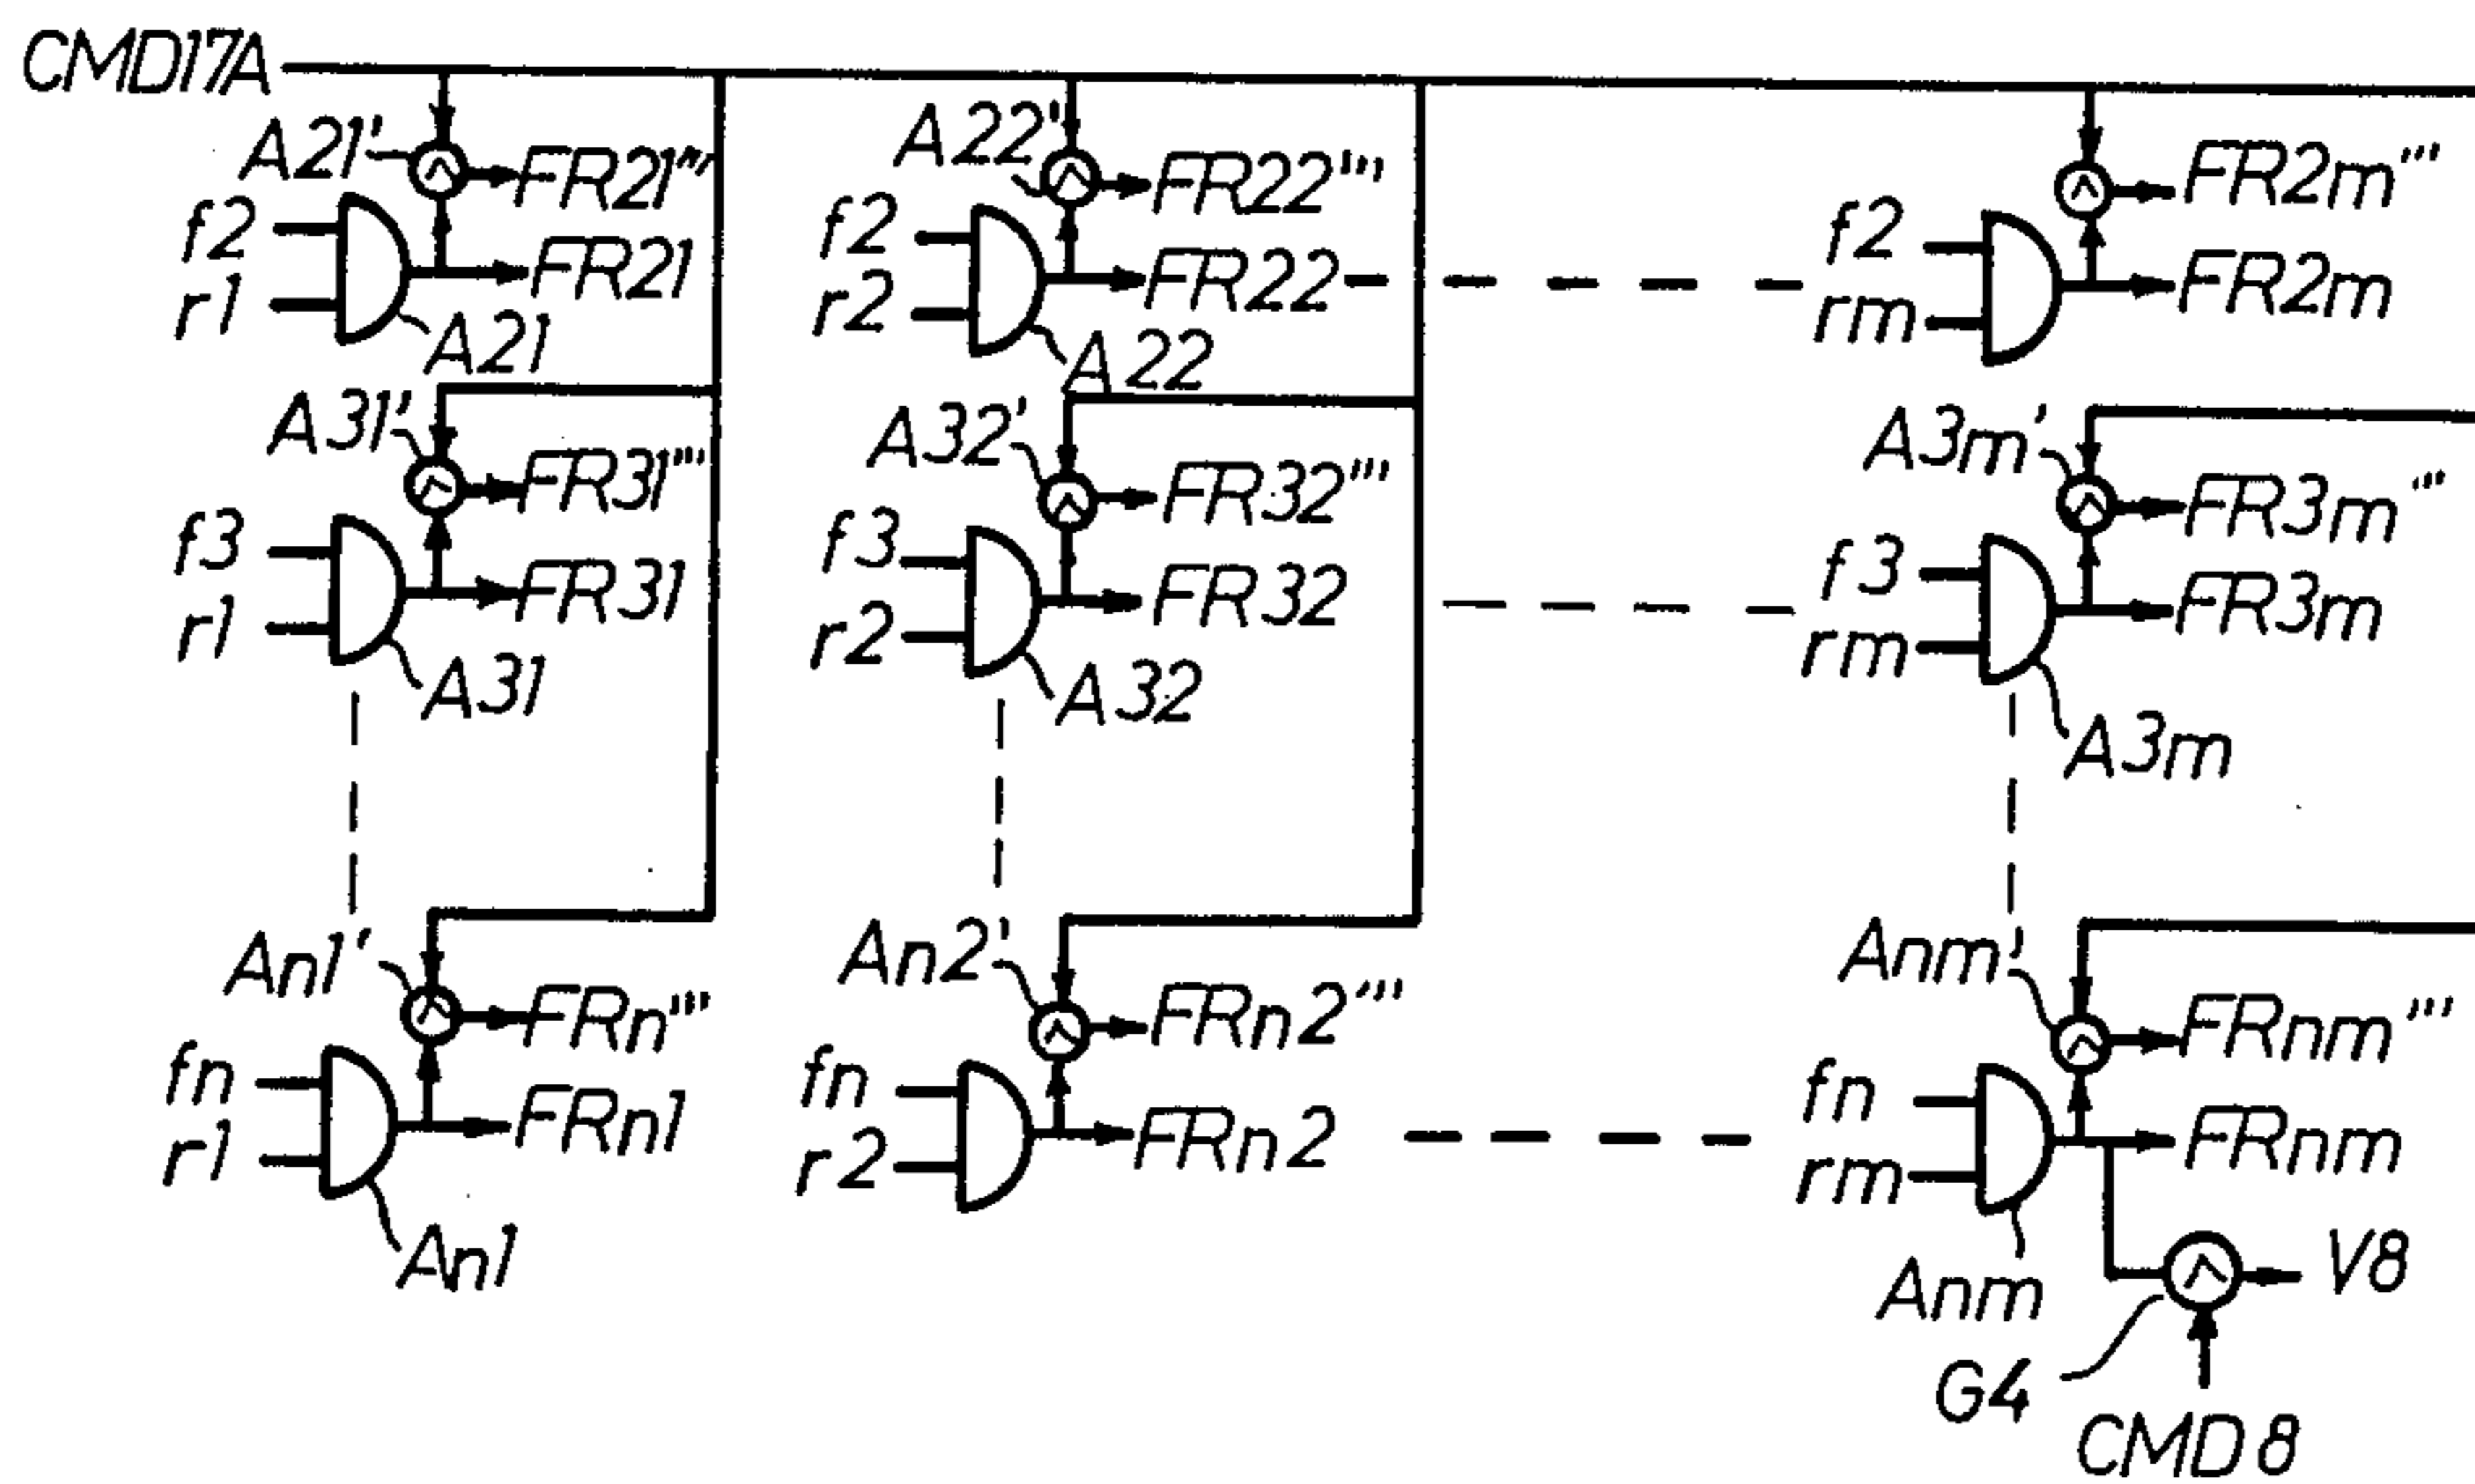 CMD17A
A21' FR21''' A22' FR22''' FR2m'''
f2 f2 f2
FR21 FR22 FR2m
r1 r2 rm
A21 A22
A31' FR31''' A32' FR32''' A3m' FR3m'''
f3 f3 f3
FR31 FR32 FR3m
r1 r2 rm
A31 A32 A3m
An1' FRn''' An2' FRn2''' Anm' FRnm'''
fn fn fn
FRn1 FRn2 FRnm
r1 r2 rm
An1 Anm V8
G4
CMD8